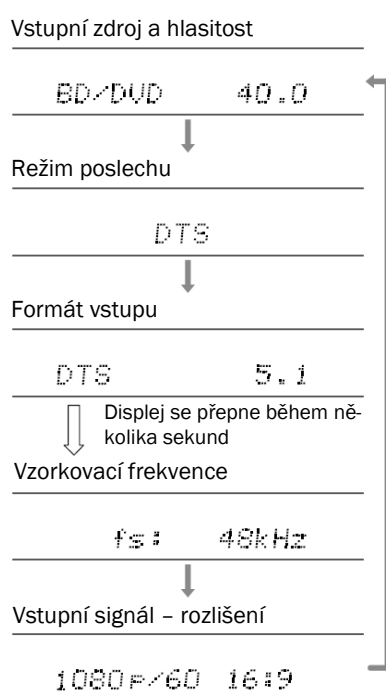 Vstupní zdroj a hlasitost
BD/DVD 40.0
Režim poslechu
DTS
Formát vstupu
DTS 5.1
Displej se přepne během ně-
kolika sekund
Vzorkovací frekvence
fs: 48kHz
Vstupní signál – rozlišení
1080p/60 16:9